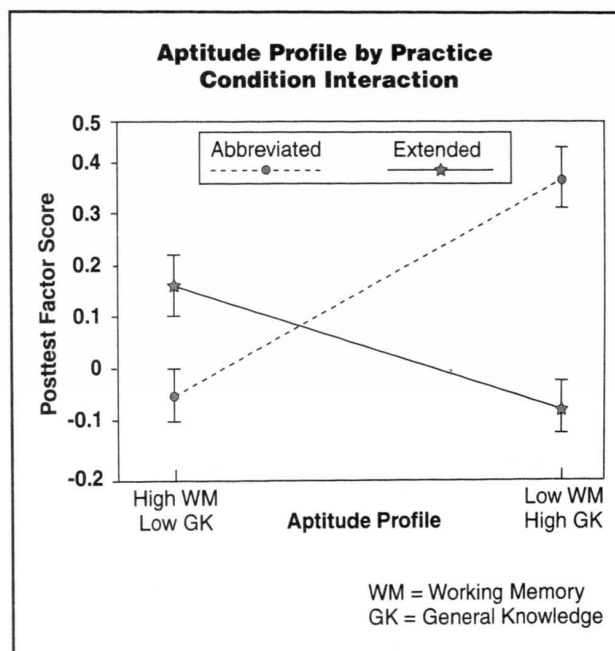 Aptitude Profile by Practice
Condition Interaction
Abbreviated Extended
0.5
0.4
0.3
0.2
0.1
0
-0.1
-0.2
Posttest Factor Score
High WM
Low GK
Aptitude Profile
Low WM
High GK
WM = Working Memory
GK = General Knowledge